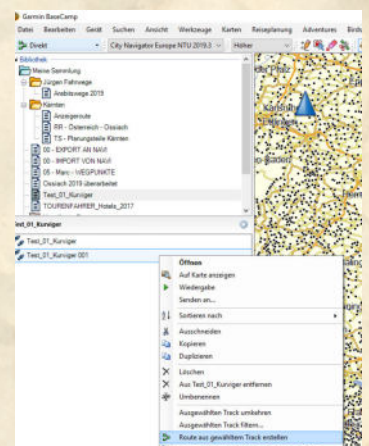 Garmin BaseCamp
Datei Bearbeiten Gerät Suchen Ansicht Werkzeuge Karten Reiseplanung Adventures
Direkt City Navigator Europe NTU 2019.3 Höher
Bibliothek
Meine Sammlung
Jürgen Fahrwege
Arbeitswege 2019
Kärnten
Anzeigeroute
RR - Österreich - Ossiach
TS - Planungsteile Kärnten
00 - EXPORT AN NAVI
00 - IMPORT VON NAVI
05 - Marc - WEGPUNKTE
Ossiach 2019 überarbeitet
Test_01_Kurviger
TOURENFAHRER_Hotels_2017
Test_01_Kurviger
Test_01_Kurviger 001
Öffnen
Auf Karte anzeigen
Wiedergabe
Senden an...
Sortieren nach
Ausschneiden
Kopieren
Duplizieren
Löschen
Aus Test_01_Kurviger entfernen
Umbenennen
Ausgewählten Track umkehren
Ausgewählten Track filtern...
Route aus gewähltem Track erstellen